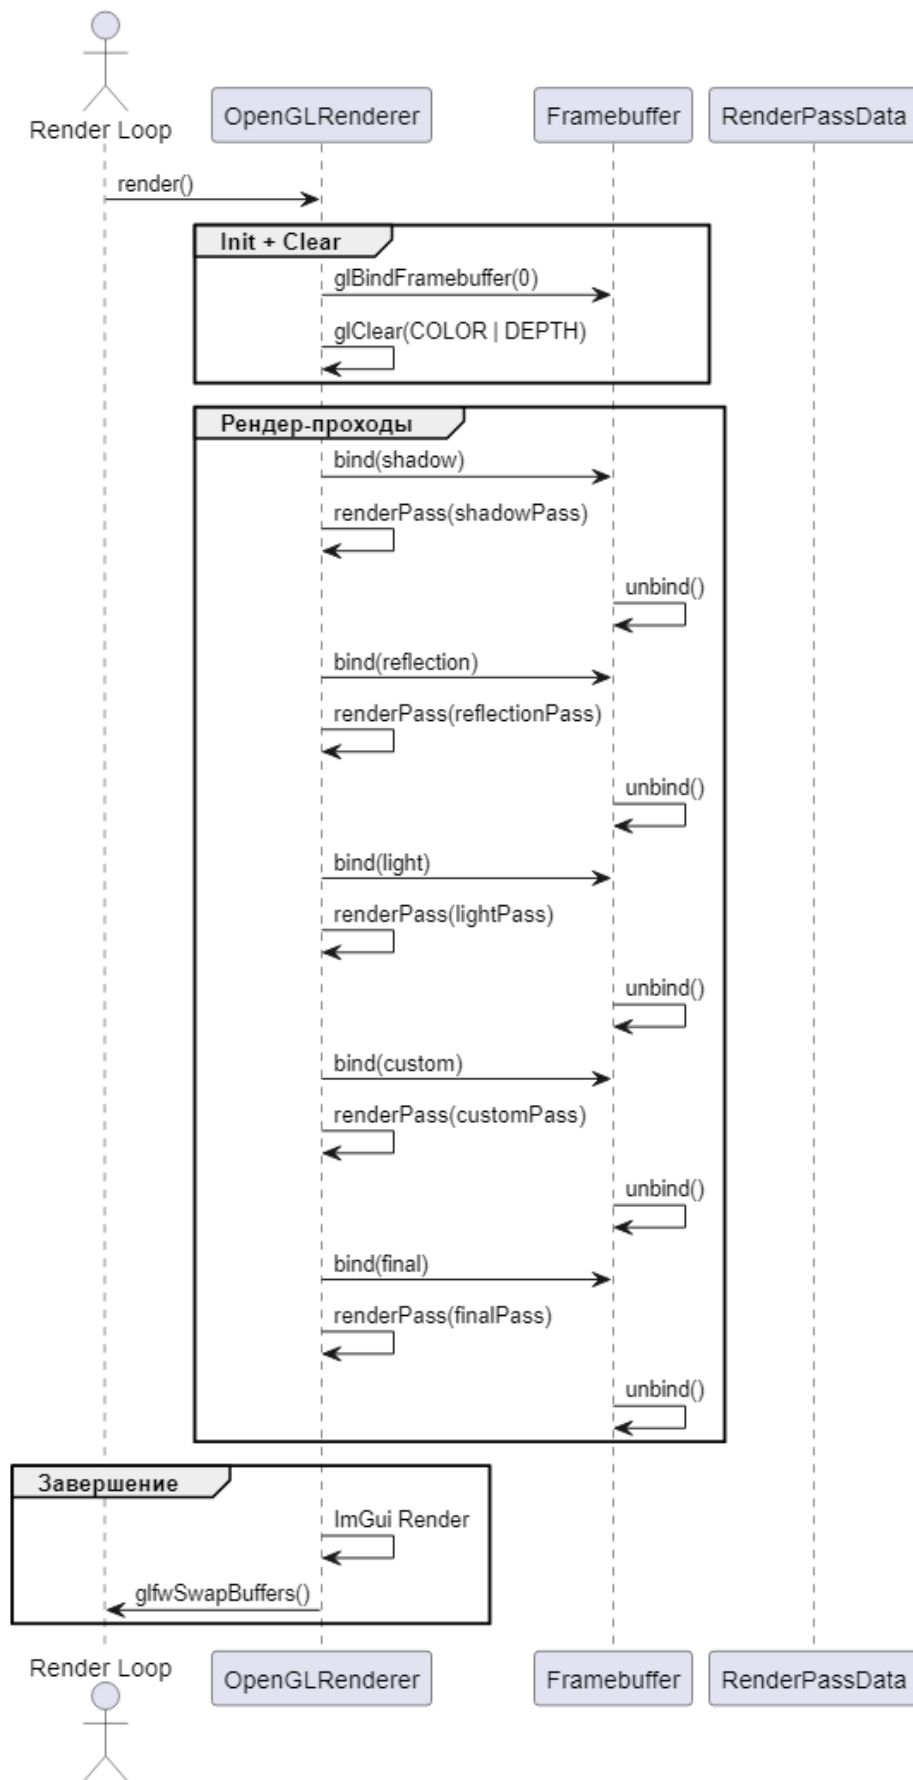 Render Loop
OpenGLRenderer
Framebuffer
RenderPassData
render()
Init + Clear
glBindFramebuffer(0)
glClear(COLOR | DEPTH)
Рендер-проходы
bind(shadow)
renderPass(shadowPass)
unbind()
bind(reflection)
renderPass(reflectionPass)
unbind()
bind(light)
renderPass(lightPass)
unbind()
bind(custom)
renderPass(customPass)
unbind()
bind(final)
renderPass(finalPass)
unbind()
Завершение
ImGui Render
glfwSwapBuffers()
Render Loop
OpenGLRenderer
Framebuffer
RenderPassData